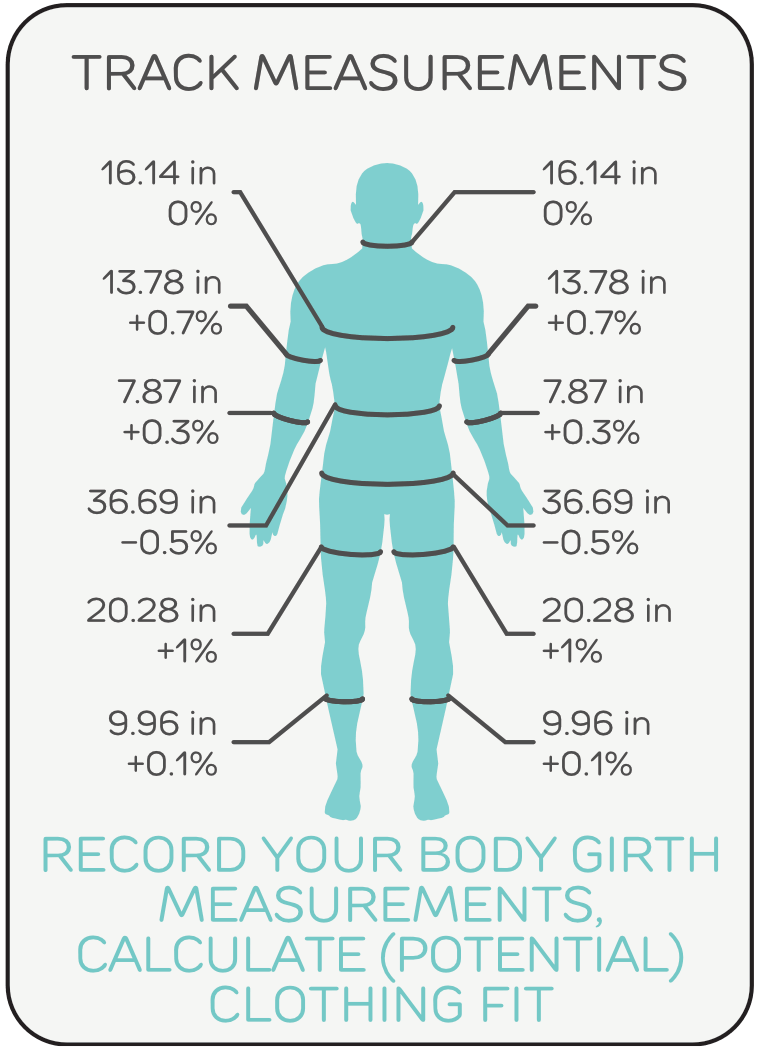 TRACK MEASUREMENTS
16.14 in
0%
16.14 in
0%
13.78 in
+0.7%
13.78 in
+0.7%
7.87 in
+0.3%
7.87 in
+0.3%
36.69 in
−0.5%
36.69 in
−0.5%
20.28 in
+1%
20.28 in
+1%
9.96 in
+0.1%
9.96 in
+0.1%
RECORD YOUR BODY GIRTH
MEASUREMENTS,
CALCULATE (POTENTIAL)
CLOTHING FIT